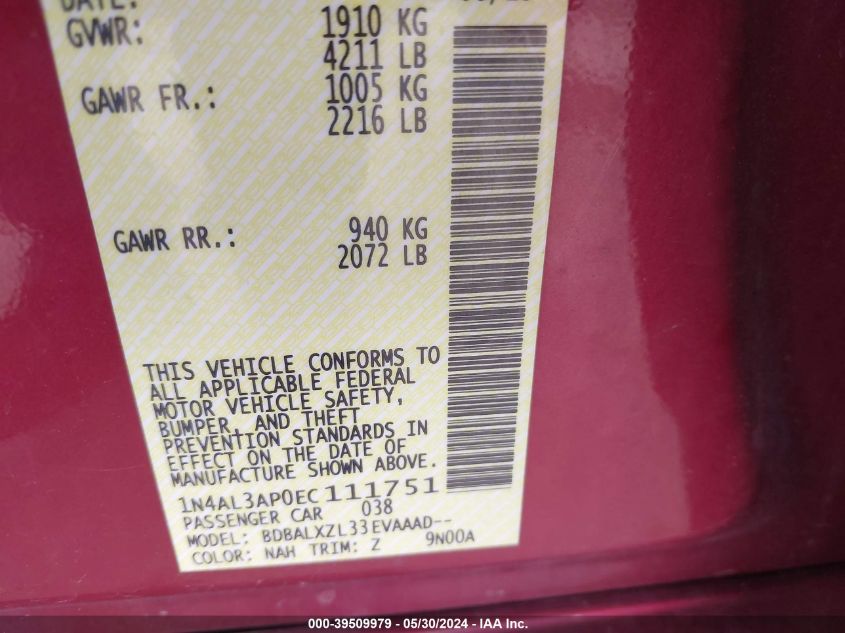 DATE:
GVWR: 1910 KG
4211 LB
GAWR FR.: 1005 KG
2216 LB
GAWR RR.: 940 KG
2072 LB
THIS VEHICLE CONFORMS TO
ALL APPLICABLE FEDERAL
MOTOR VEHICLE SAFETY,
BUMPER, AND THEFT
PREVENTION STANDARDS IN
EFFECT ON THE DATE OF
MANUFACTURE SHOWN ABOVE.
1N4AL3AP0EC111751
PASSENGER CAR 038
MODEL: BDBALXZL33EVAAAD--
COLOR: NAH TRIM: Z 9N00A
000-39509979 - 05/30/2024 - IAA Inc.